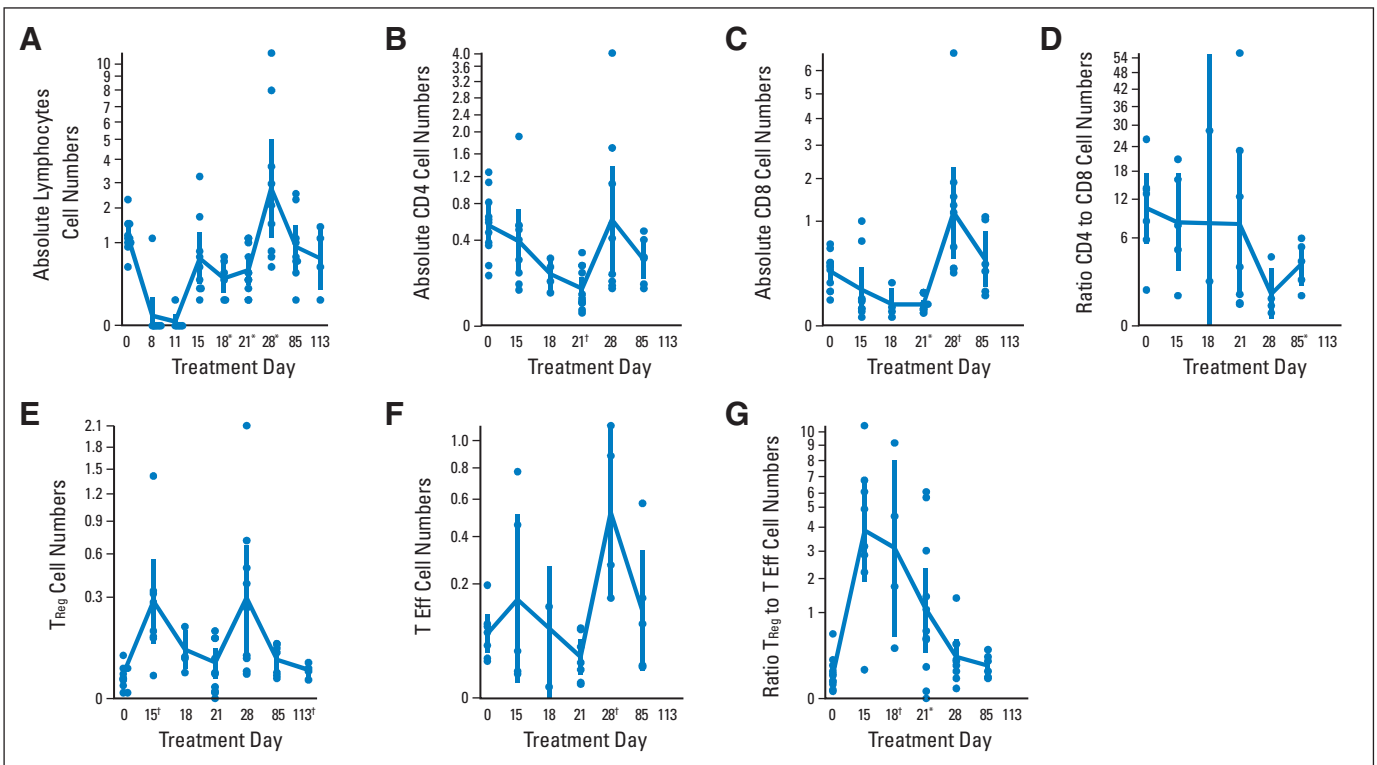 A
Absolute Lymphocytes
Cell Numbers
10
9
8
7
6
5
4
3
2
1
0
0 8 11 15 18* 21* 28* 85 113
Treatment Day
B
Absolute CD4 Cell Numbers
4.0
3.6
3.2
2.8
2.4
2.0
1.6
1.2
0.8
0.4
0
0 15 18 21† 28 85 113
Treatment Day
C
Absolute CD8 Cell Numbers
6
5
4
3
2
1
0
0 15 18 21* 28† 85 113
Treatment Day
D
Ratio CD4 to CD8 Cell Numbers
54
48
42
36
30
24
18
12
6
0
0 15 18 21 28 85* 113
Treatment Day
E
TReg Cell Numbers
2.1
1.8
1.5
1.2
0.9
0.6
0.3
0
0 15† 18 21 28 85 113†
Treatment Day
F
T Eff Cell Numbers
1.0
0.8
0.6
0.4
0.2
0
0 15 18 21 28† 85 113
Treatment Day
G
Ratio TReg to T Eff Cell Numbers
10
9
8
7
6
5
4
3
2
1
0
0 15 18† 21* 28 85 113
Treatment Day